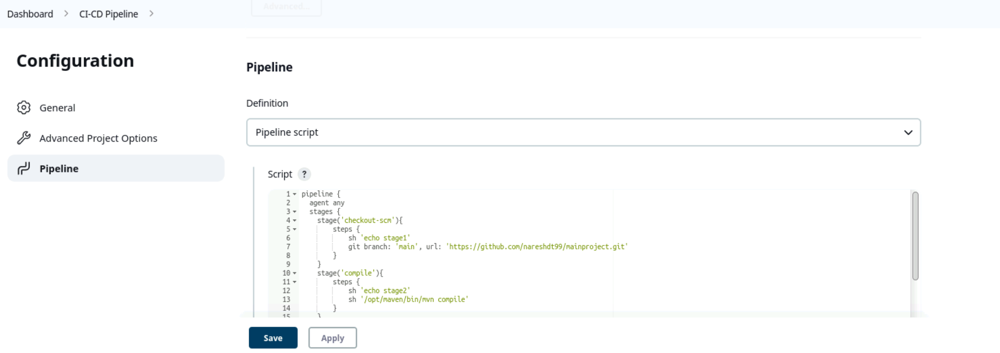 Dashboard > CI-CD Pipeline >
Advanced...
Configuration
General
Advanced Project Options
Pipeline
Pipeline
Definition
Pipeline script
Script ?
1 pipeline {
2 agent any
3 stages {
4 stage('checkout-scm'){
5 steps {
6 sh 'echo stage1'
7 git branch: 'main', url: 'https://github.com/nareshdt99/mainproject.git'
8 }
9 }
10 stage('compile'){
11 steps {
12 sh 'echo stage2'
13 sh '/opt/maven/bin/mvn compile'
14 }
15 }
Save Apply